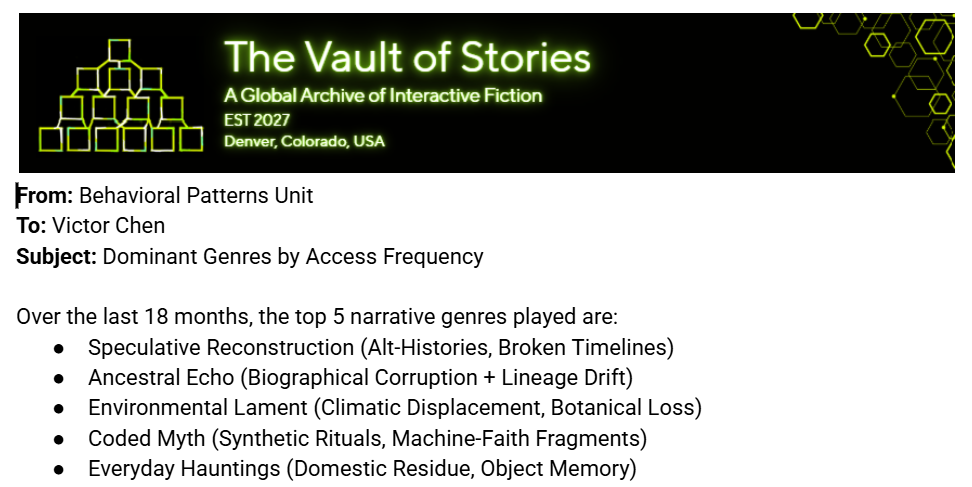 The Vault of Stories
A Global Archive of Interactive Fiction
EST 2027
Denver, Colorado, USA
From: Behavioral Patterns Unit
To: Victor Chen
Subject: Dominant Genres by Access Frequency
Over the last 18 months, the top 5 narrative genres played are:
● Speculative Reconstruction (Alt-Histories, Broken Timelines)
● Ancestral Echo (Biographical Corruption + Lineage Drift)
● Environmental Lament (Climatic Displacement, Botanical Loss)
● Coded Myth (Synthetic Rituals, Machine-Faith Fragments)
● Everyday Hauntings (Domestic Residue, Object Memory)